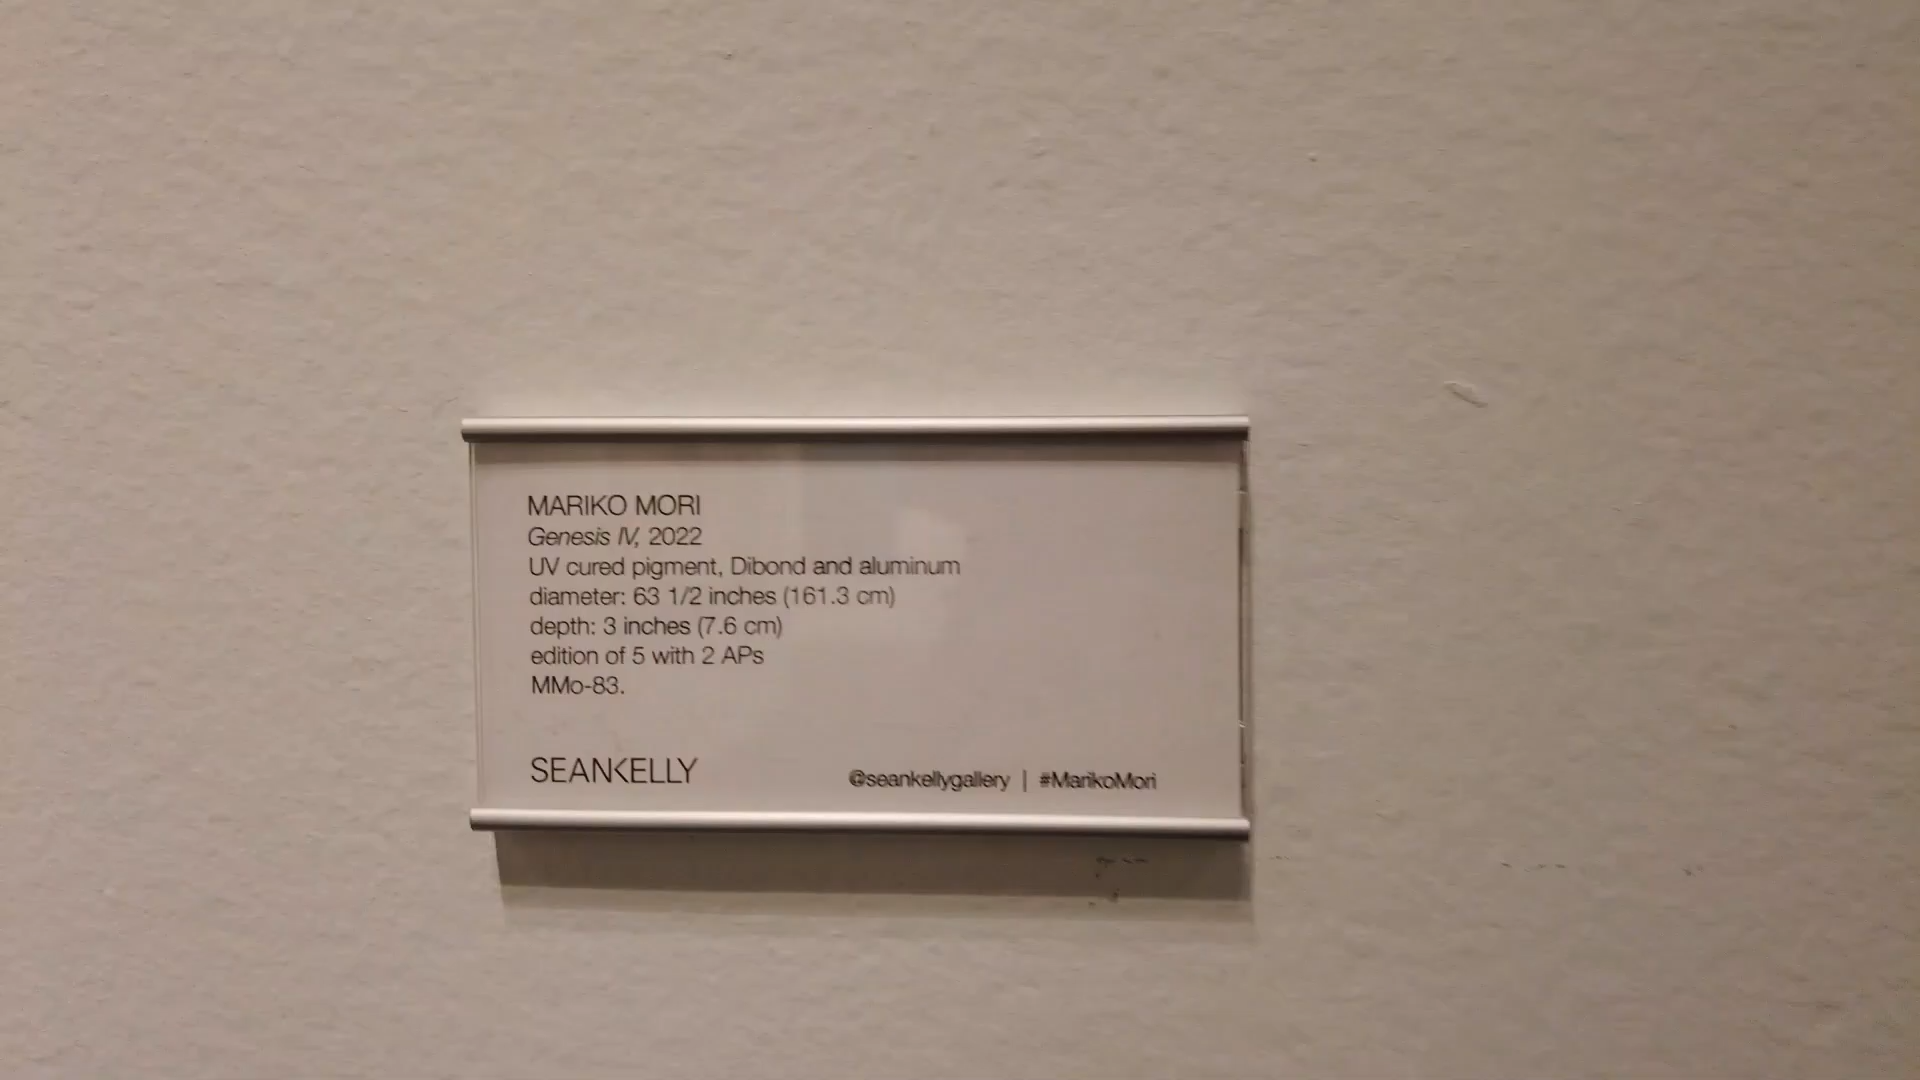 MARIKO MORI
Genesis IV, 2022
UV cured pigment, Dibond and aluminum
diameter: 63 1/2 inches (161.3 cm)
depth: 3 inches (7.6 cm)
edition of 5 with 2 APs
MMo-83.
SEANKELLY
@seankellygallery | #MarikoMori